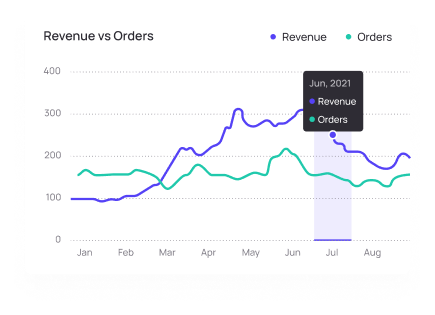 Revenue vs Orders
Revenue Orders
400
Jun, 2021
Revenue
Orders
300
200
100
0
Jan Feb Mar Apr May Jun Jul Aug